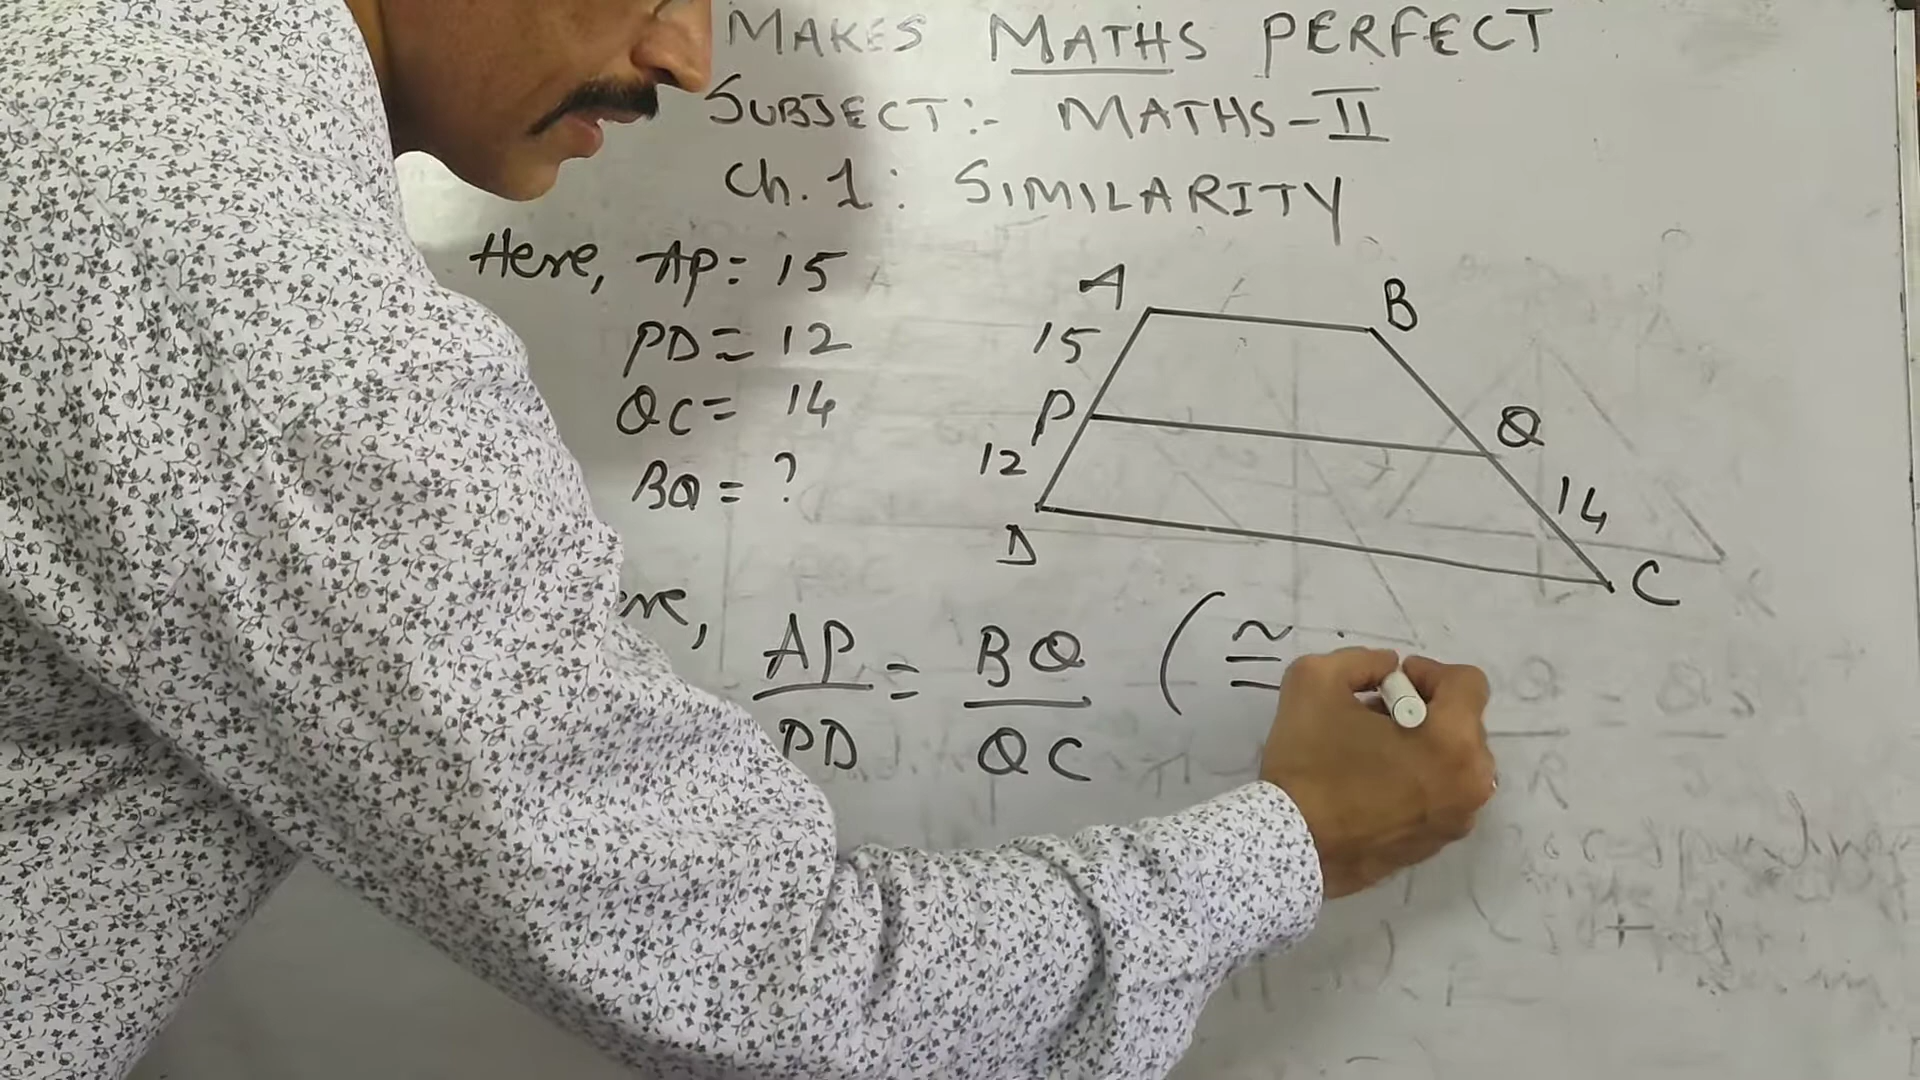 MAKES MATHS PERFECT
SUBJECT:- MATHS-II
Ch. 1: SIMILARITY
Here, AP= 15
PD= 12
QC= 14
BQ= ?
A
B
15
P
Q
12
14
D
C
AP/PD = BQ/QC (≅